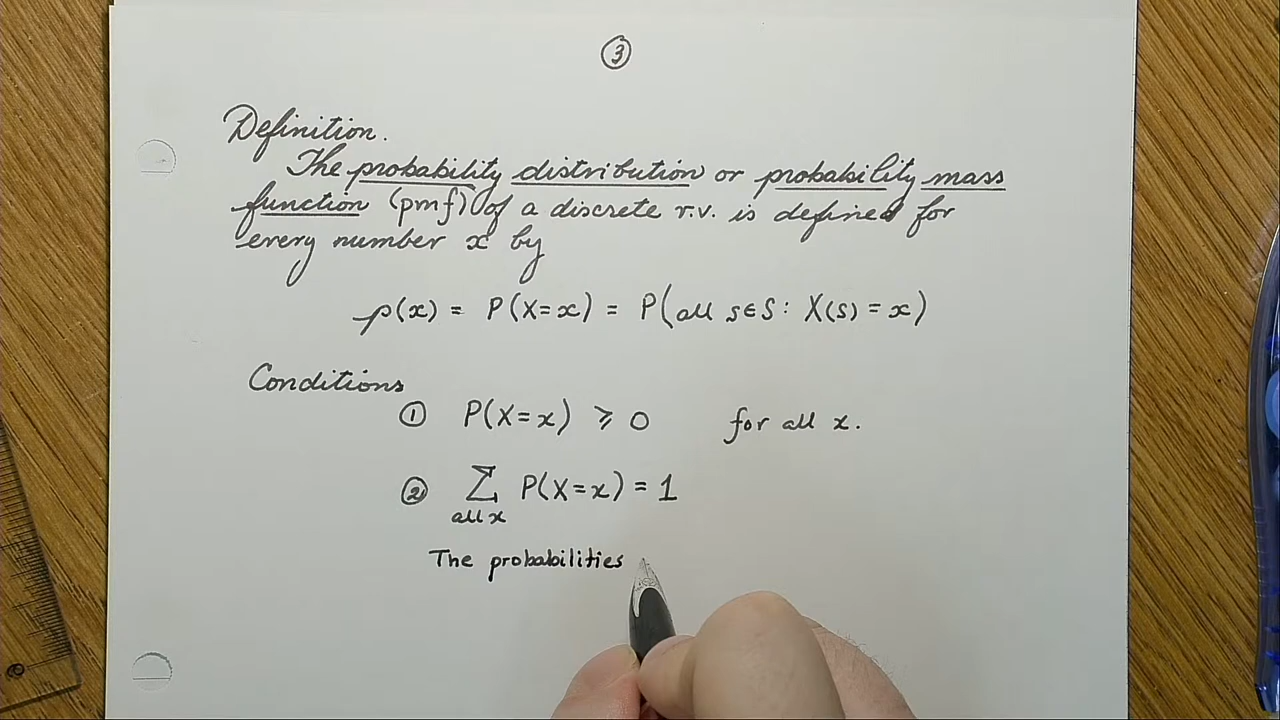 ③
Definition.
The probability distribution or probability mass
function (pmf) of a discrete r.v. is defined for
every number x by
p(x) = P(X=x) = P(all s∈S: X(s) = x)
Conditions
① P(X=x) ⩾ 0 for all x.
② ∑ P(X=x) = 1
all x
The probabilities